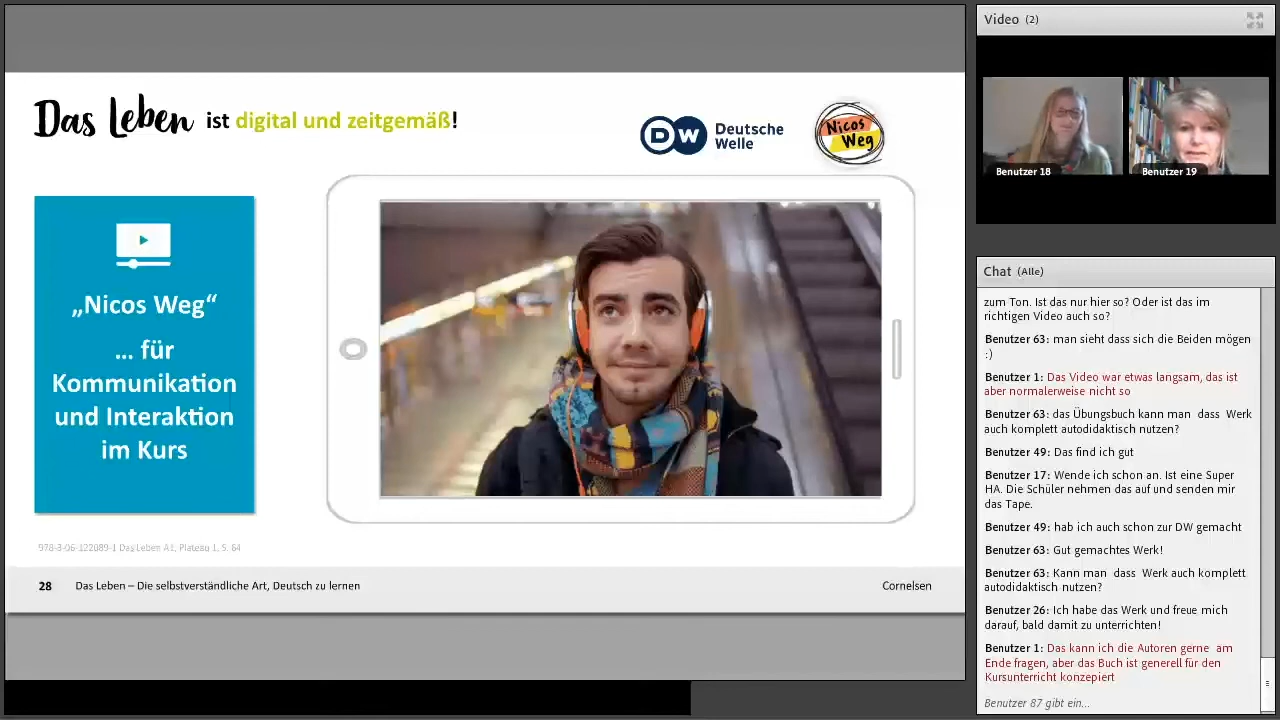 Das Leben ist digital und zeitgemäß!
DW Deutsche
Welle
Nicos
Weg
„Nicos Weg“
... für
Kommunikation
und Interaktion
im Kurs
978-3-06-122089-1 | Das Leben A1, Plateau 1, S. 64
28 Das Leben – Die selbstverständliche Art, Deutsch zu lernen
Cornelsen
Video (2)
Benutzer 18
Benutzer 19
Chat (Alle)
zum Ton. Ist das nur hier so? Oder ist das im
richtigen Video auch so?
Benutzer 63: man sieht dass sich die Beiden mögen
:)
Benutzer 1: Das Video war etwas langsam, das ist
aber normalerweise nicht so
Benutzer 63: das Übungsbuch kann man dass Werk
auch komplett autodidaktisch nutzen?
Benutzer 49: Das find ich gut
Benutzer 17: Wende ich schon an. Ist eine Super
HA. Die Schüler nehmen das auf und senden mir
das Tape.
Benutzer 49: hab ich auch schon zur DW gemacht
Benutzer 63: Gut gemachtes Werk!
Benutzer 63: Kann man dass Werk auch komplett
autodidaktisch nutzen?
Benutzer 26: Ich habe das Werk und freue mich
darauf, bald damit zu unterrichten!
Benutzer 1: Das kann ich die Autoren gerne am
Ende fragen, aber das Buch ist generell für den
Kursunterricht konzepiert
Benutzer 87 gibt ein...